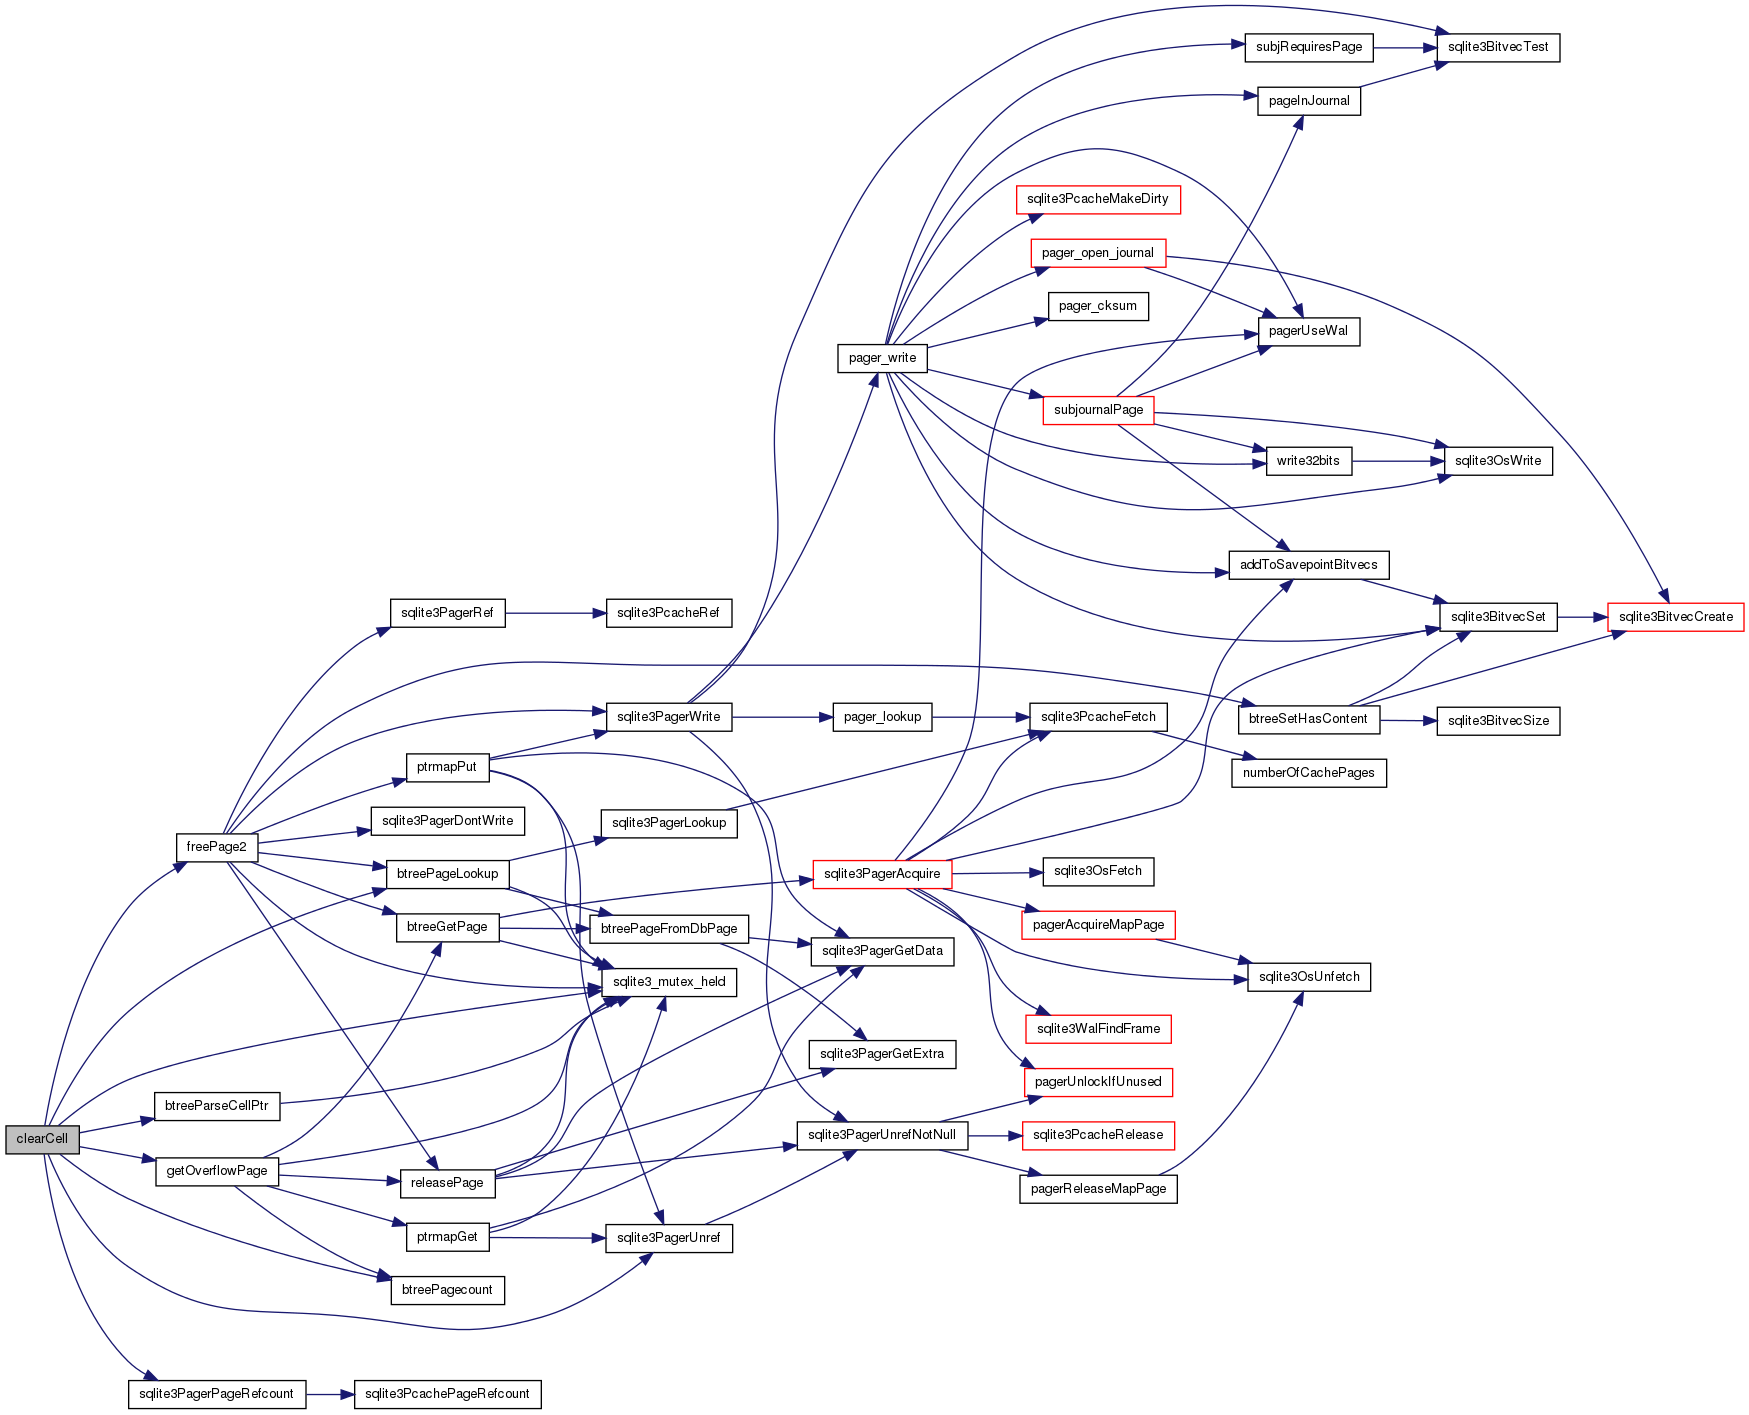 subjRequiresPage
sqlite3BitvecTest
pageInJournal
sqlite3PcacheMakeDirty
pager_open_journal
pager_cksum
pagerUseWal
pager_write
subjournalPage
write32bits
sqlite3OsWrite
addToSavepointBitvecs
sqlite3PagerRef
sqlite3PcacheRef
sqlite3BitvecSet
sqlite3BitvecCreate
sqlite3PagerWrite
pager_lookup
sqlite3PcacheFetch
btreeSetHasContent
sqlite3BitvecSize
ptrmapPut
numberOfCachePages
sqlite3PagerDontWrite
sqlite3PagerLookup
freePage2
btreePageLookup
sqlite3PagerAcquire
sqlite3OsFetch
btreeGetPage
btreePageFromDbPage
pagerAcquireMapPage
sqlite3PagerGetData
sqlite3_mutex_held
sqlite3OsUnfetch
sqlite3WalFindFrame
sqlite3PagerGetExtra
pagerUnlockIfUnused
btreeParseCellPtr
clearCell
sqlite3PagerUnrefNotNull
sqlite3PcacheRelease
getOverflowPage
releasePage
pagerReleaseMapPage
ptrmapGet
sqlite3PagerUnref
btreePagecount
sqlite3PagerPageRefcount
sqlite3PcachePageRefcount